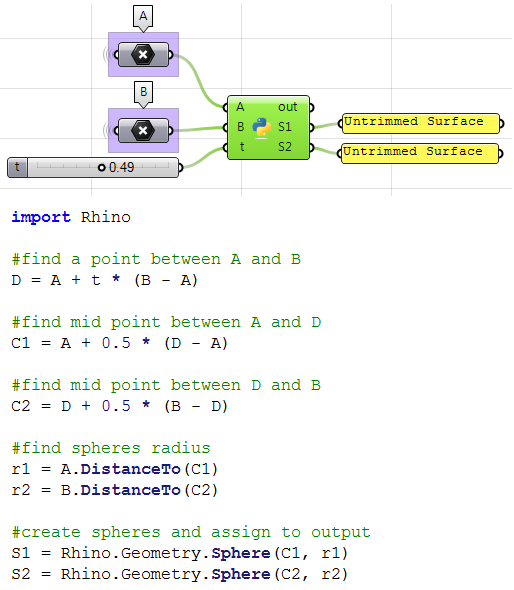 A
B
A out
B S1
t S2
Untrimmed Surface
Untrimmed Surface
t 0.49
import Rhino
#find a point between A and B
D = A + t * (B - A)
#find mid point between A and D
C1 = A + 0.5 * (D - A)
#find mid point between D and B
C2 = D + 0.5 * (B - D)
#find spheres radius
r1 = A.DistanceTo(C1)
r2 = B.DistanceTo(C2)
#create spheres and assign to output
S1 = Rhino.Geometry.Sphere(C1, r1)
S2 = Rhino.Geometry.Sphere(C2, r2)